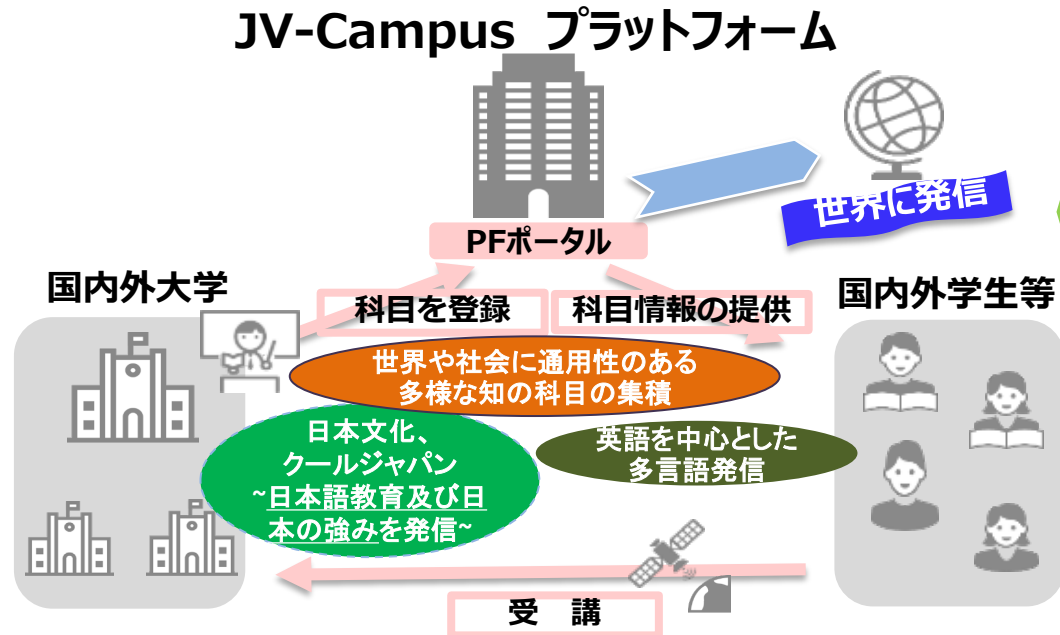 JV-Campus プラットフォーム
世界に発信
PFポータル
国内外大学
国内外学生等
科目を登録
科目情報の提供
世界や社会に通用性のある
多様な知の科目の集積
日本文化、
クールジャパン
~日本語教育及び日
本の強みを発信~
英語を中心とした
多言語発信
受 講